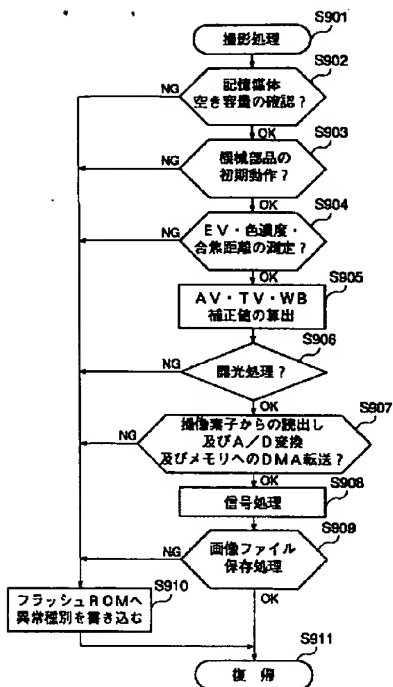 S901
撮影処理
S902
記憶媒体
空き容量の確認?
NG
OK
S903
機械部品の
初期動作?
NG
OK
S904
EV・色濃度・
合焦距離の測定?
NG
OK
S905
AV・TV・WB
補正値の算出
S906
露光処理?
NG
OK
S907
撮像素子からの読出し
及びA/D変換
及びメモリへのDMA転送?
NG
OK
S908
信号処理
S909
画像ファイル
保存処理
NG
OK
S910
フラッシュROMへ
異常種別を書き込む
S911
復 帰